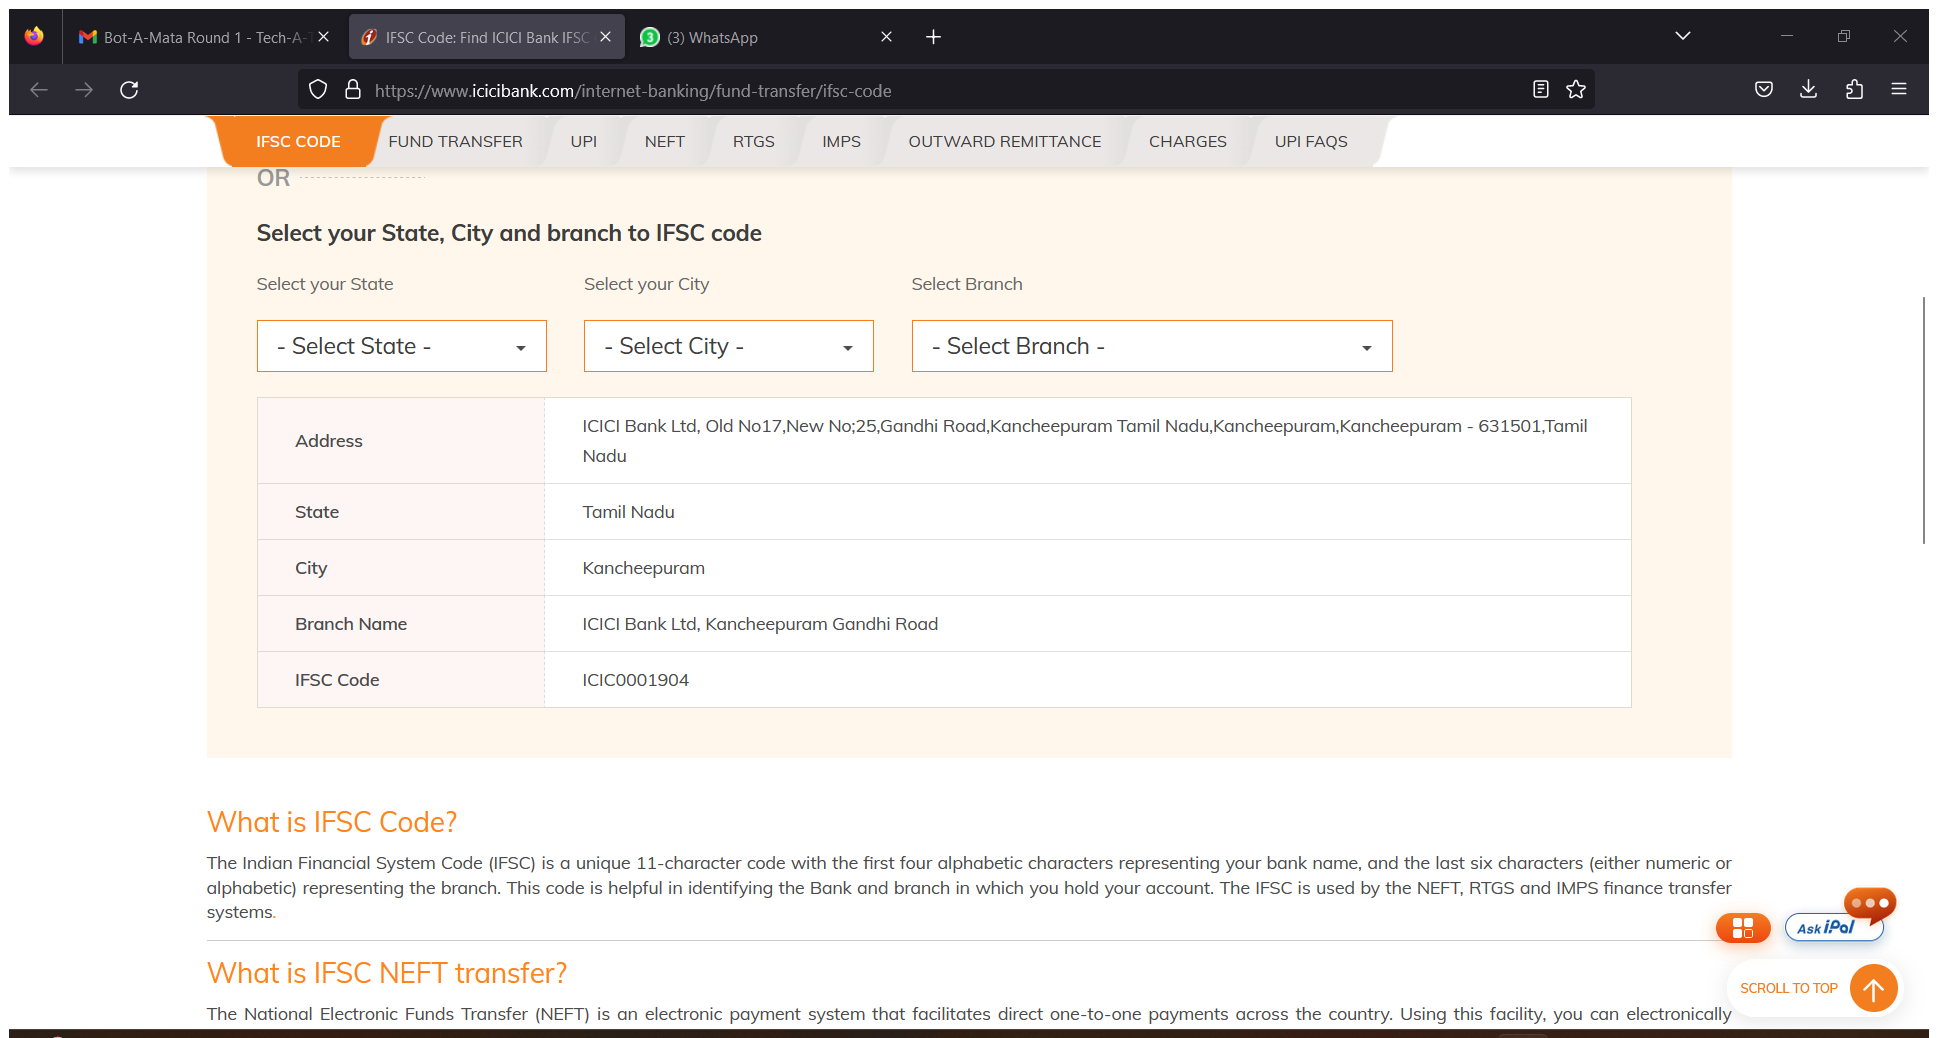 Bot-A-Mata Round 1 - Tech-A-T
IFSC Code: Find ICICI Bank IFSC
3 (3) WhatsApp
https://www.icicibank.com/internet-banking/fund-transfer/ifsc-code
IFSC CODE FUND TRANSFER UPI NEFT RTGS IMPS OUTWARD REMITTANCE CHARGES UPI FAQS
OR
Select your State, City and branch to IFSC code
Select your State Select your City Select Branch
- Select State - - Select City - - Select Branch -
Address ICICI Bank Ltd, Old No17,New No;25,Gandhi Road,Kancheepuram Tamil Nadu,Kancheepuram,Kancheepuram - 631501,Tamil
Nadu
State Tamil Nadu
City Kancheepuram
Branch Name ICICI Bank Ltd, Kancheepuram Gandhi Road
IFSC Code ICIC0001904
What is IFSC Code?
The Indian Financial System Code (IFSC) is a unique 11-character code with the first four alphabetic characters representing your bank name, and the last six characters (either numeric or
alphabetic) representing the branch. This code is helpful in identifying the Bank and branch in which you hold your account. The IFSC is used by the NEFT, RTGS and IMPS finance transfer
systems.
Ask iPal
What is IFSC NEFT transfer?
SCROLL TO TOP
The National Electronic Funds Transfer (NEFT) is an electronic payment system that facilitates direct one-to-one payments across the country. Using this facility, you can electronically